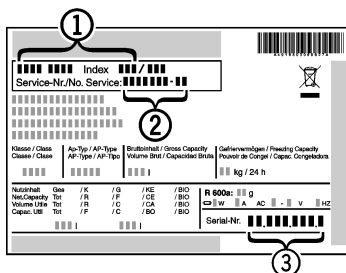 1
Index /
Service-Nr./No. Service: -
2
Klasse / Class
Classe / Clase
Ap-Typ / AP-Type
AP-Type / AP-Tipo
Bruttoinhalt / Gross Capacity
Volume Brut / Capacidad Bruta
Gefriervermögen / Freezing Capacity
Pouvoir de Congel / Capac. Congeladora
l
kg / 24 h
Nutzinhalt Ges / K / G / KE / BIO
Net.Capacity Tot / R / F / CE / BIO
Volume Utile Tot / R / C / CA / BIO
Capac. Util Tot / F / C / BO / BIO
l l
R 600a: g
W A AC - V HZ
Serial-Nr. . .
3